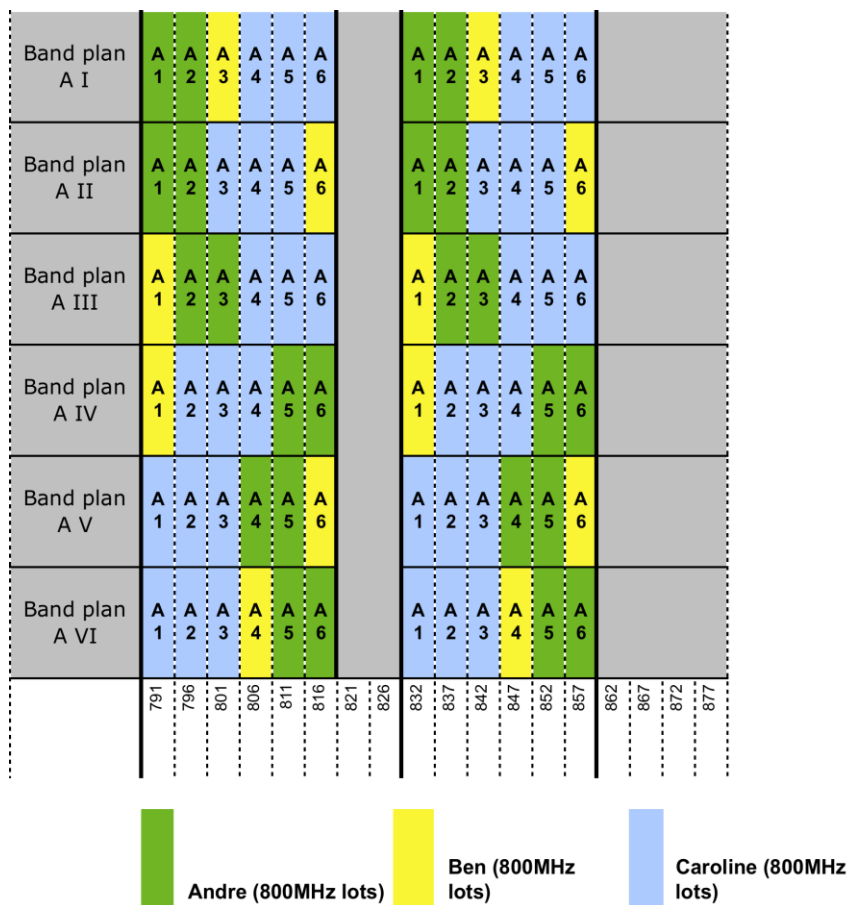 Band plan
A I
A A A A A A A A A A A A
1 2 3 4 5 6 1 2 3 4 5 6
Band plan
A II
A A A A A A A A A A A A
1 2 3 4 5 6 1 2 3 4 5 6
Band plan
A III
A A A A A A A A A A A A
1 2 3 4 5 6 1 2 3 4 5 6
Band plan
A IV
A A A A A A A A A A A A
1 2 3 4 5 6 1 2 3 4 5 6
Band plan
A V
A A A A A A A A A A A A
1 2 3 4 5 6 1 2 3 4 5 6
Band plan
A VI
A A A A A A A A A A A A
1 2 3 4 5 6 1 2 3 4 5 6
791 796 801 806 811 816 821 826 832 837 842 847 852 857 862 867 872 877
Andre (800MHz lots)
Ben (800MHz
lots)
Caroline (800MHz
lots)